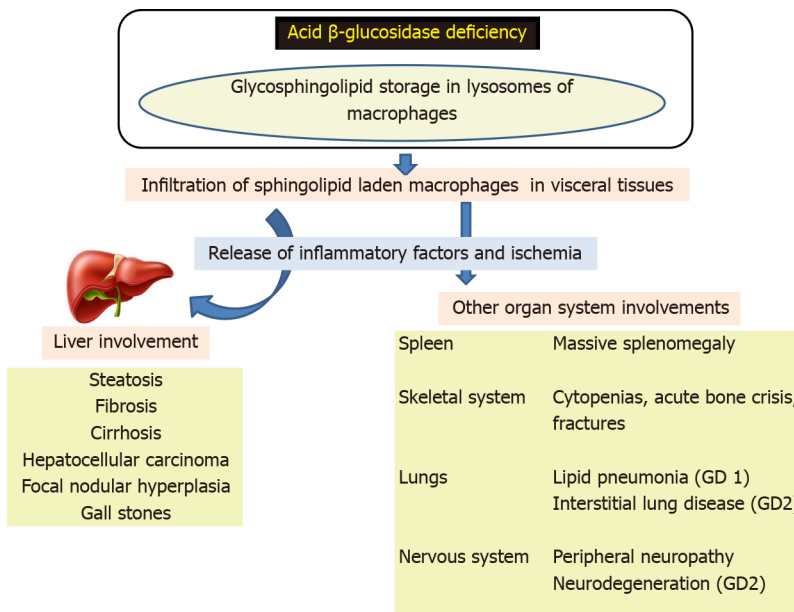 Acid β-glucosidase deficiency
Glycosphingolipid storage in lysosomes of
macrophages
Infiltration of sphingolipid laden macrophages in visceral tissues
Release of inflammatory factors and ischemia
Liver involvement
Steatosis
Fibrosis
Cirrhosis
Hepatocellular carcinoma
Focal nodular hyperplasia
Gall stones
Other organ system involvements
Spleen Massive splenomegaly
Skeletal system Cytopenias, acute bone crisis,
fractures
Lungs Lipid pneumonia (GD 1)
Interstitial lung disease (GD2)
Nervous system Peripheral neuropathy
Neurodegeneration (GD2)